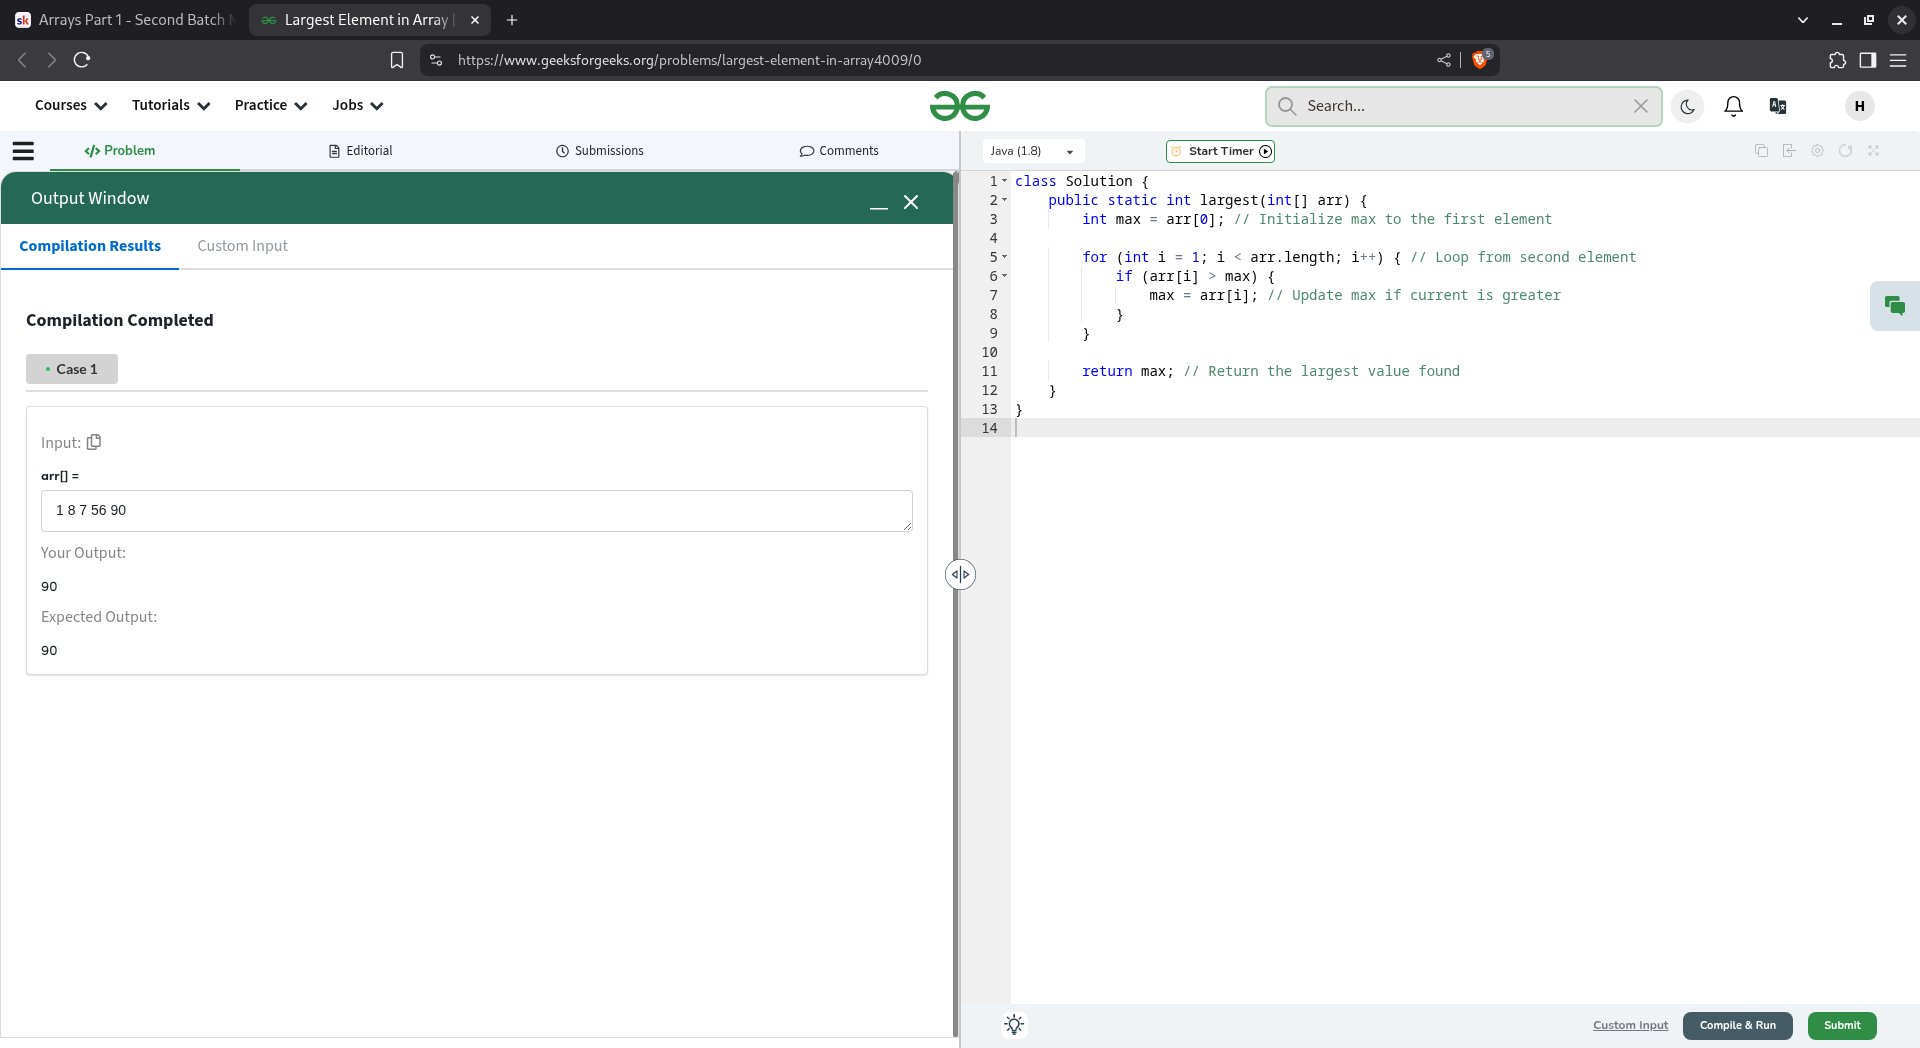 Arrays Part 1 - Second Batch
Largest Element in Array |
https://www.geeksforgeeks.org/problems/largest-element-in-array4009/0
5
Courses Tutorials Practice Jobs
Search...
H
Problem
Editorial
Submissions
Comments
Output Window
Compilation Results
Custom Input
Compilation Completed
Case 1
Input:
arr[] =
1 8 7 56 90
Your Output:
90
Expected Output:
90
Java (1.8)
Start Timer
1 class Solution {
2 public static int largest(int[] arr) {
3 int max = arr[0]; // Initialize max to the first element
4
5 for (int i = 1; i < arr.length; i++) { // Loop from second element
6 if (arr[i] > max) {
7 max = arr[i]; // Update max if current is greater
8 }
9 }
10
11 return max; // Return the largest value found
12 }
13 }
14
Custom Input
Compile & Run
Submit